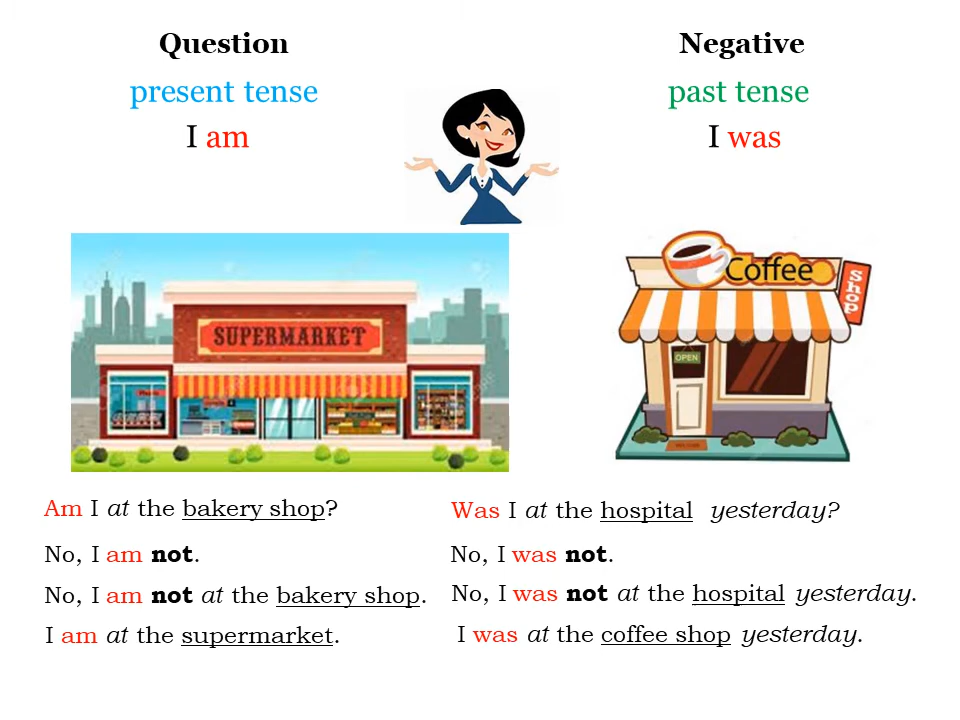 Question
present tense
I am
Negative
past tense
I was
SUPERMARKET
Coffee
Shop
OPEN
Am I at the bakery shop?
No, I am not.
No, I am not at the bakery shop.
I am at the supermarket.
Was I at the hospital yesterday?
No, I was not.
No, I was not at the hospital yesterday.
I was at the coffee shop yesterday.